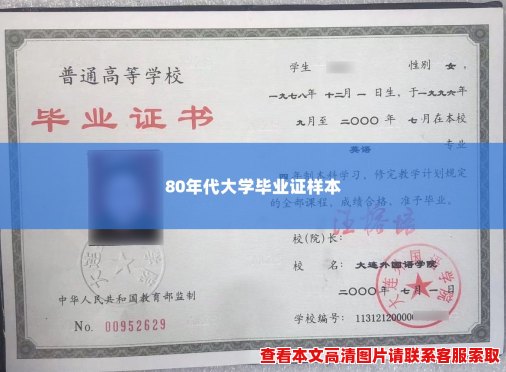 普通高等学校
毕业证书
学生 性别 女,
一九七八年 十二月 一日生,于一九九六年
九月至 二〇〇〇年 七月在本校
英语 专业
四年制本科学习,修完教学计划规定
的全部课程,成绩合格,准予毕业。
80年代大学毕业证样本
校(院)长:
校 名:大连外国语学院
二〇〇〇年 七月 一日
中华人民共和国教育部监制
No. 00952629
学校编号: 113121200000
查看本文高清图片请联系客服索取